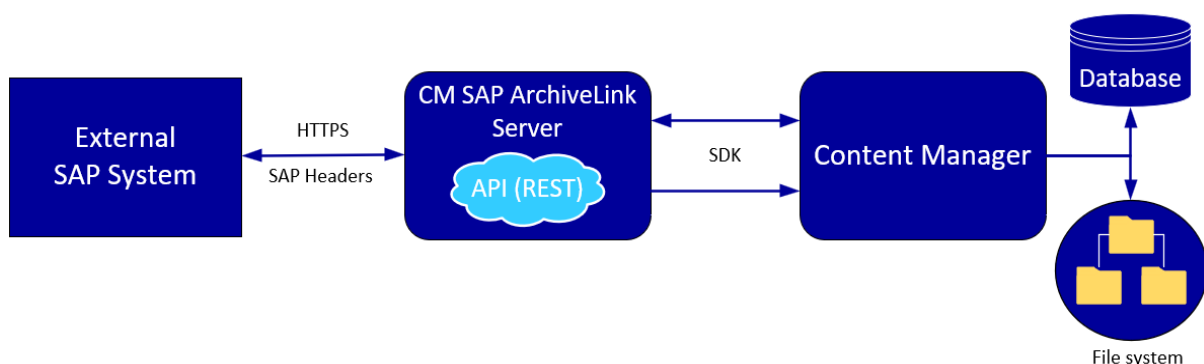 External
SAP System
HTTPS
SAP Headers
CM SAP ArchiveLink
Server
API (REST)
SDK
Content Manager
Database
File system